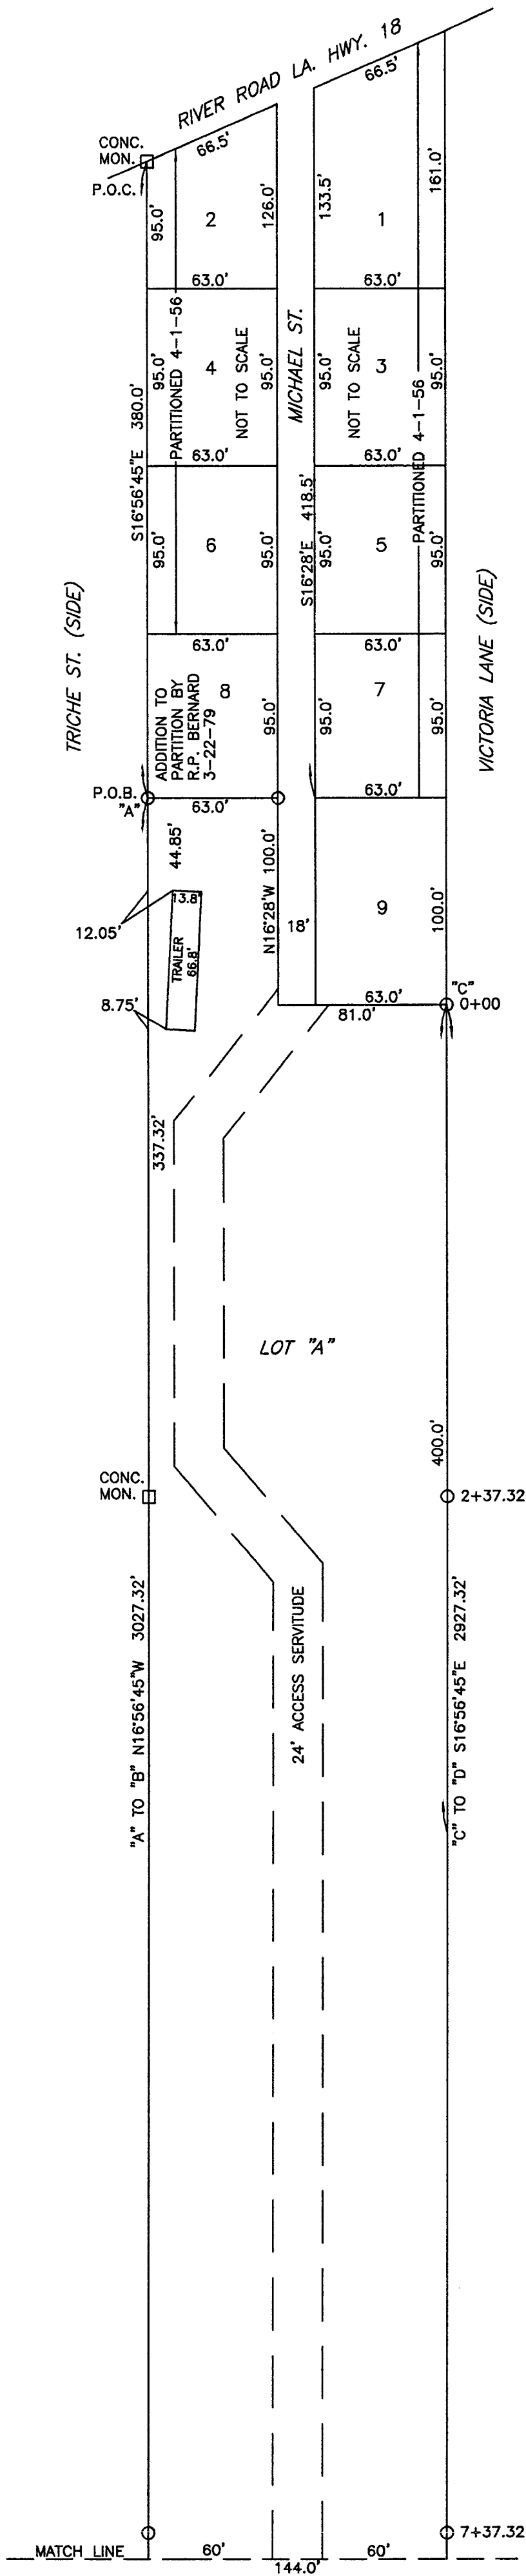 RIVER ROAD LA. HWY. 18
66.5'
66.5'
CONC.
MON.
P.O.C.
95.0'
2
126.0'
133.5'
1
161.0'
63.0'
PARTITIONED 4-1-56
S16°56'45"E 380.0'
95.0'
4
NOT TO SCALE
95.0'
MICHAEL ST.
95.0'
NOT TO SCALE
3
PARTITIONED 4-1-56
95.0'
63.0'
95.0'
6
95.0'
S16°28'E 418.5'
95.0'
5
95.0'
TRICHE ST. (SIDE)
VICTORIA LANE (SIDE)
63.0'
63.0'
ADDITION TO
PARTITION BY
R.P. BERNARD
3-22-79
8
95.0'
95.0'
7
95.0'
P.O.B.
"A"
63.0'
63.0'
44.85'
N16°28'W 100.0'
18'
9
100.0'
12.05'
13.8'
TRAILER
66.8'
8.75'
63.0'
81.0'
"C"
0+00
337.32'
LOT "A"
400.0'
CONC.
MON.
2+37.32
"A" TO "B" N16°56'45"W 3027.32'
24' ACCESS SERVITUDE
"C" TO "D" S16°56'45"E 2927.32'
7+37.32
MATCH LINE
60'
144.0'
60'